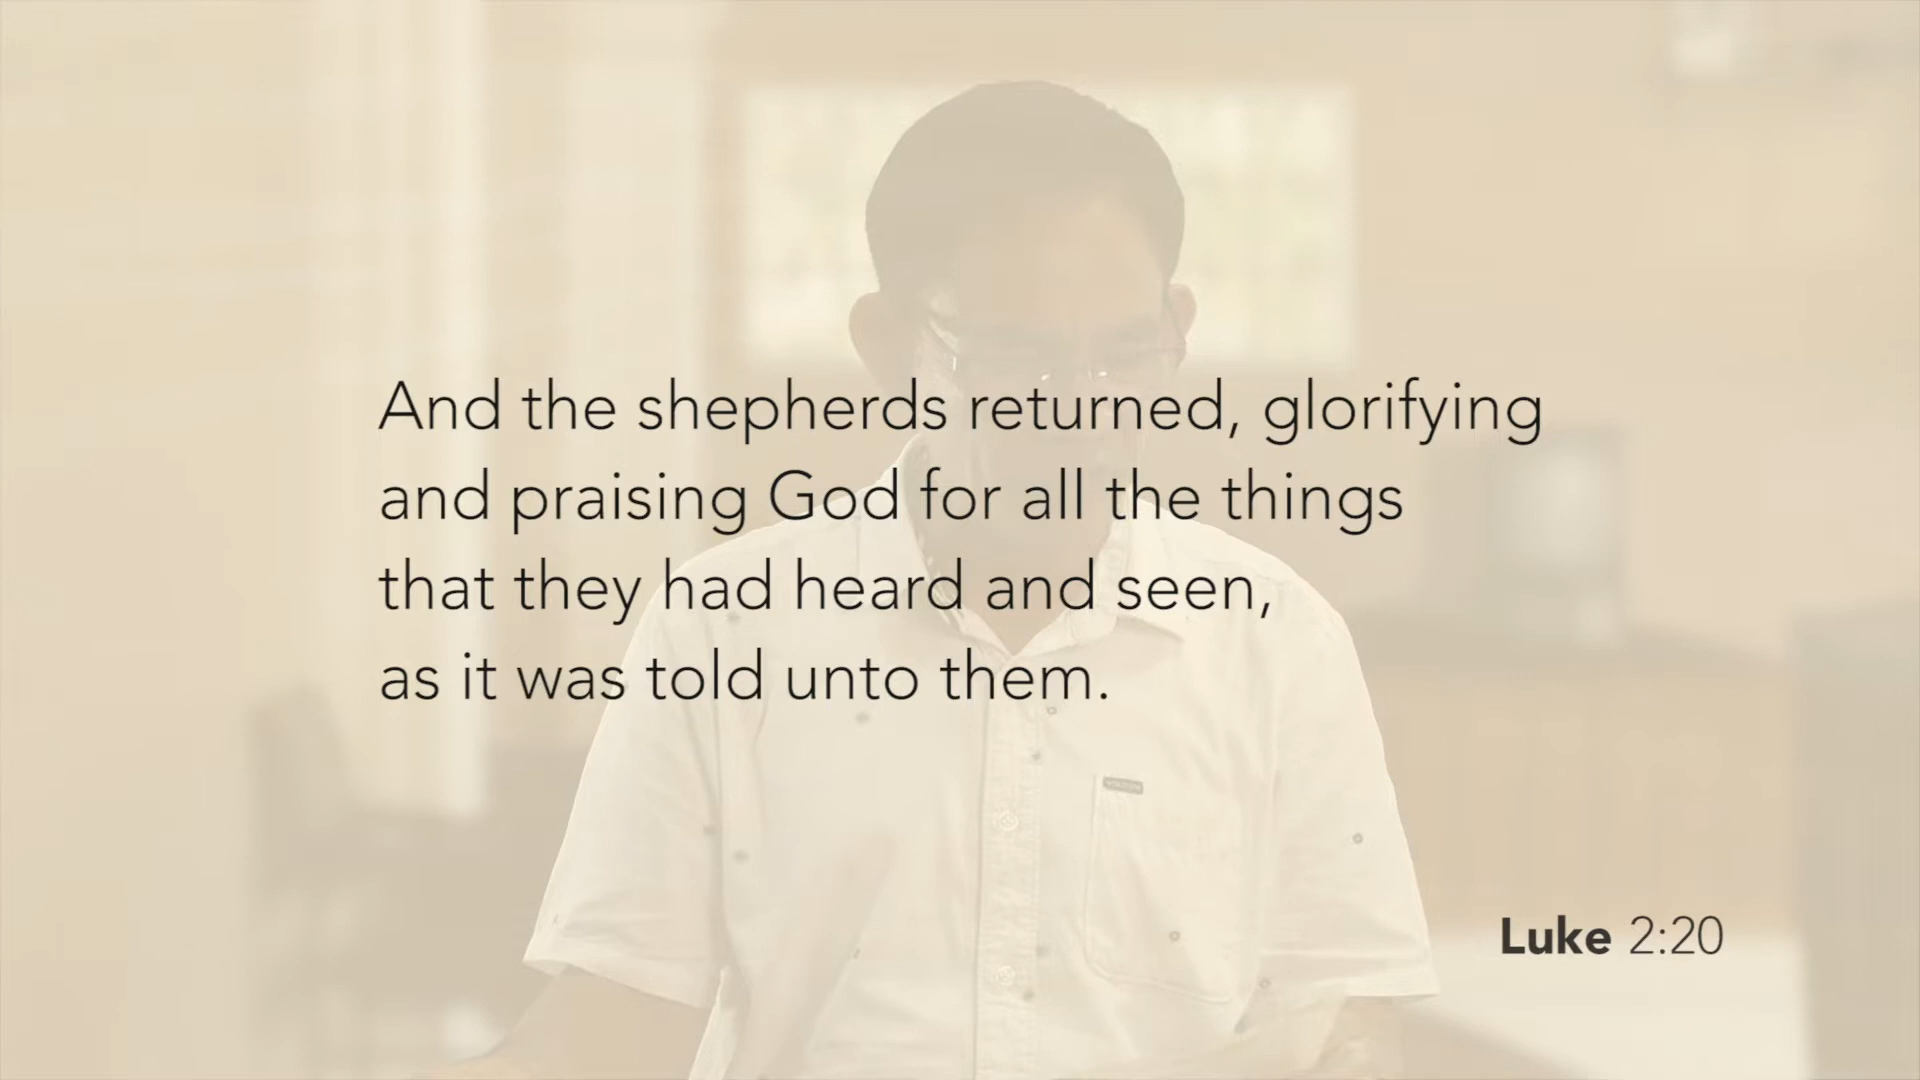 And the shepherds returned, glorifying
and praising God for all the things
that they had heard and seen,
as it was told unto them.
Luke 2:20